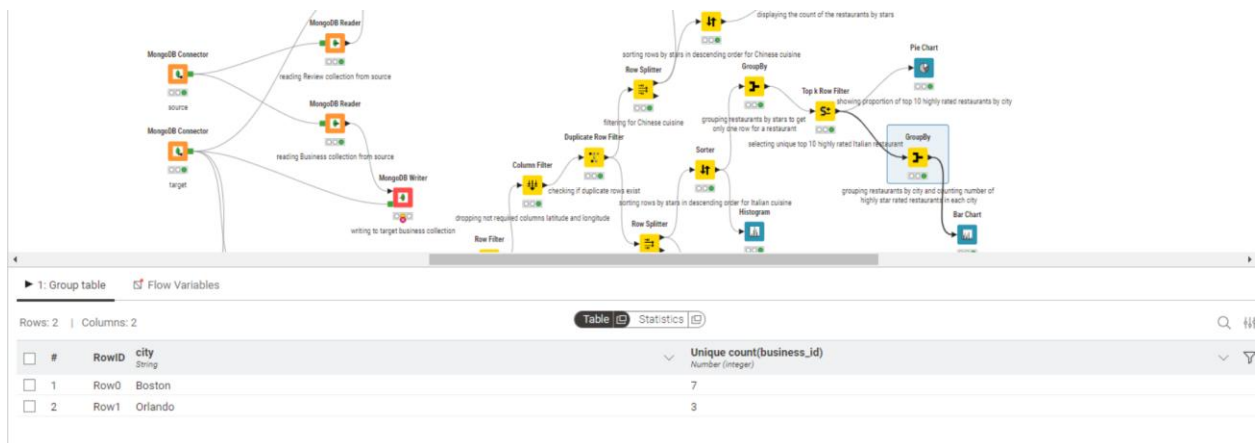 displaying the count of the restaurants by stars
MongoDB Reader
reading Review collection from source
MongoDB Connector
source
MongoDB Reader
reading Business collection from source
MongoDB Connector
target
MongoDB Writer
writing to target business collection
sorting rows by stars in descending order for Chinese cuisine
Row Splitter
filtering for Chinese cuisine
GroupBy
grouping restaurants by stars to get
only one row for a restaurant
Pie Chart
showing proportion of top 10 highly rated restaurants by city
Top k Row Filter
selecting unique top 10 highly rated Italian restaurant
GroupBy
grouping restaurants by city and counting number of
highly star rated restaurants in each city
Bar Chart
Duplicate Row Filter
checking if duplicate rows exist
Column Filter
dropping not required columns latitude and longitude
Sorter
sorting rows by stars in descending order for Italian cuisine
Histogram
Row Splitter
Row Filter
1: Group table
Flow Variables
Rows: 2 | Columns: 2
Table
Statistics
# RowID city Unique count(business_id)
String Number (integer)
1 Row0 Boston 7
2 Row1 Orlando 3